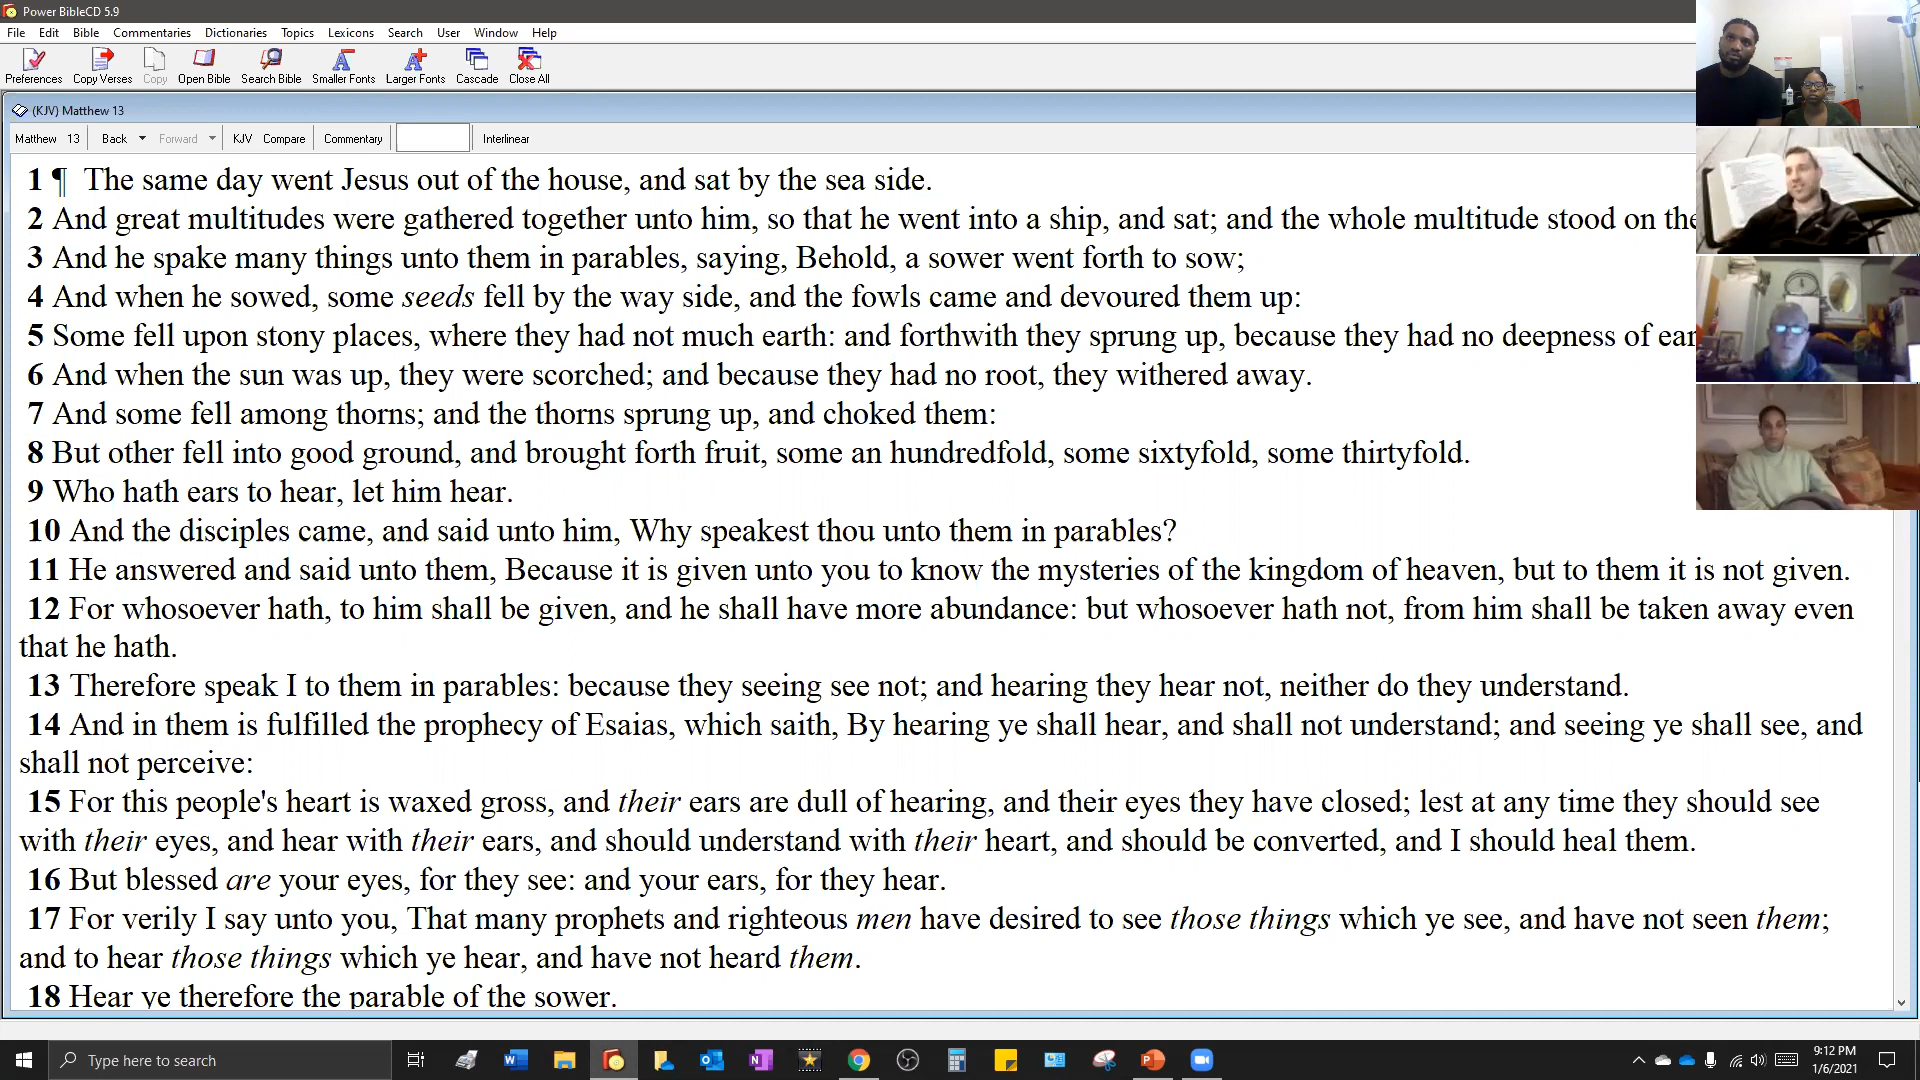 Power BibleCD 5.9
File Edit Bible Commentaries Dictionaries Topics Lexicons Search User Window Help
Preferences Copy Verses Copy Open Bible Search Bible Smaller Fonts Larger Fonts Cascade Close All
(KJV) Matthew 13
Matthew 13 Back Forward KJV Compare Commentary Interlinear
1 ¶ The same day went Jesus out of the house, and sat by the sea side.
2 And great multitudes were gathered together unto him, so that he went into a ship, and sat; and the whole multitude stood on the
3 And he spake many things unto them in parables, saying, Behold, a sower went forth to sow;
4 And when he sowed, some seeds fell by the way side, and the fowls came and devoured them up:
5 Some fell upon stony places, where they had not much earth: and forthwith they sprung up, because they had no deepness of ear
6 And when the sun was up, they were scorched; and because they had no root, they withered away.
7 And some fell among thorns; and the thorns sprung up, and choked them:
8 But other fell into good ground, and brought forth fruit, some an hundredfold, some sixtyfold, some thirtyfold.
9 Who hath ears to hear, let him hear.
10 And the disciples came, and said unto him, Why speakest thou unto them in parables?
11 He answered and said unto them, Because it is given unto you to know the mysteries of the kingdom of heaven, but to them it is not given.
12 For whosoever hath, to him shall be given, and he shall have more abundance: but whosoever hath not, from him shall be taken away even
that he hath.
13 Therefore speak I to them in parables: because they seeing see not; and hearing they hear not, neither do they understand.
14 And in them is fulfilled the prophecy of Esaias, which saith, By hearing ye shall hear, and shall not understand; and seeing ye shall see, and
shall not perceive:
15 For this people's heart is waxed gross, and their ears are dull of hearing, and their eyes they have closed; lest at any time they should see
with their eyes, and hear with their ears, and should understand with their heart, and should be converted, and I should heal them.
16 But blessed are your eyes, for they see: and your ears, for they hear.
17 For verily I say unto you, That many prophets and righteous men have desired to see those things which ye see, and have not seen them;
and to hear those things which ye hear, and have not heard them.
18 Hear ye therefore the parable of the sower.
Type here to search
9:12 PM
1/6/2021